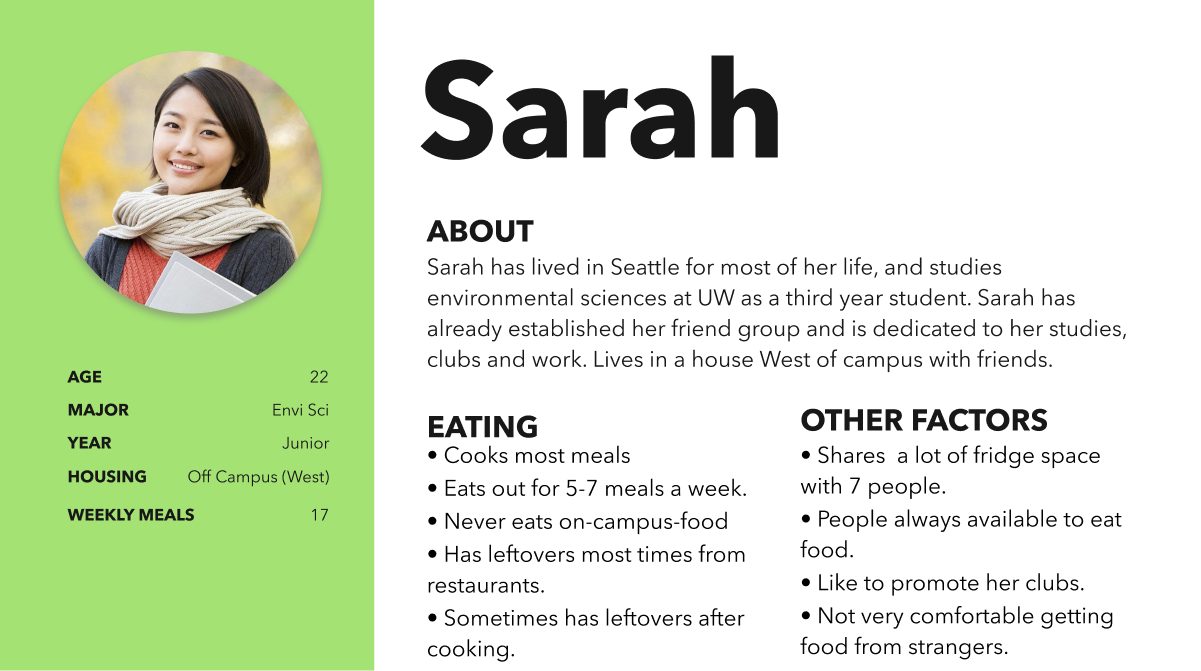 Sarah
ABOUT
Sarah has lived in Seattle for most of her life, and studies
environmental sciences at UW as a third year student. Sarah has
already established her friend group and is dedicated to her studies,
clubs and work. Lives in a house West of campus with friends.
AGE 22
MAJOR Envi Sci
YEAR Junior
HOUSING Off Campus (West)
WEEKLY MEALS 17
EATING
• Cooks most meals
• Eats out for 5-7 meals a week.
• Never eats on-campus-food
• Has leftovers most times from
restaurants.
• Sometimes has leftovers after
cooking.
OTHER FACTORS
• Shares  a lot of fridge space
with 7 people.
• People always available to eat
food.
• Like to promote her clubs.
• Not very comfortable getting
food from strangers.